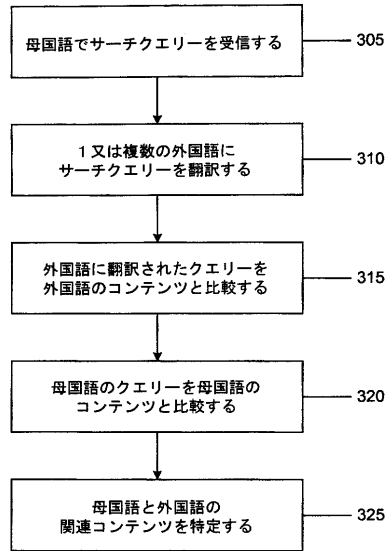 母国語でサーチクエリーを受信する
305
1又は複数の外国語に
サーチクエリーを翻訳する
310
外国語に翻訳されたクエリーを
外国語のコンテンツと比較する
315
母国語のクエリーを母国語の
コンテンツと比較する
320
母国語と外国語の
関連コンテンツを特定する
325